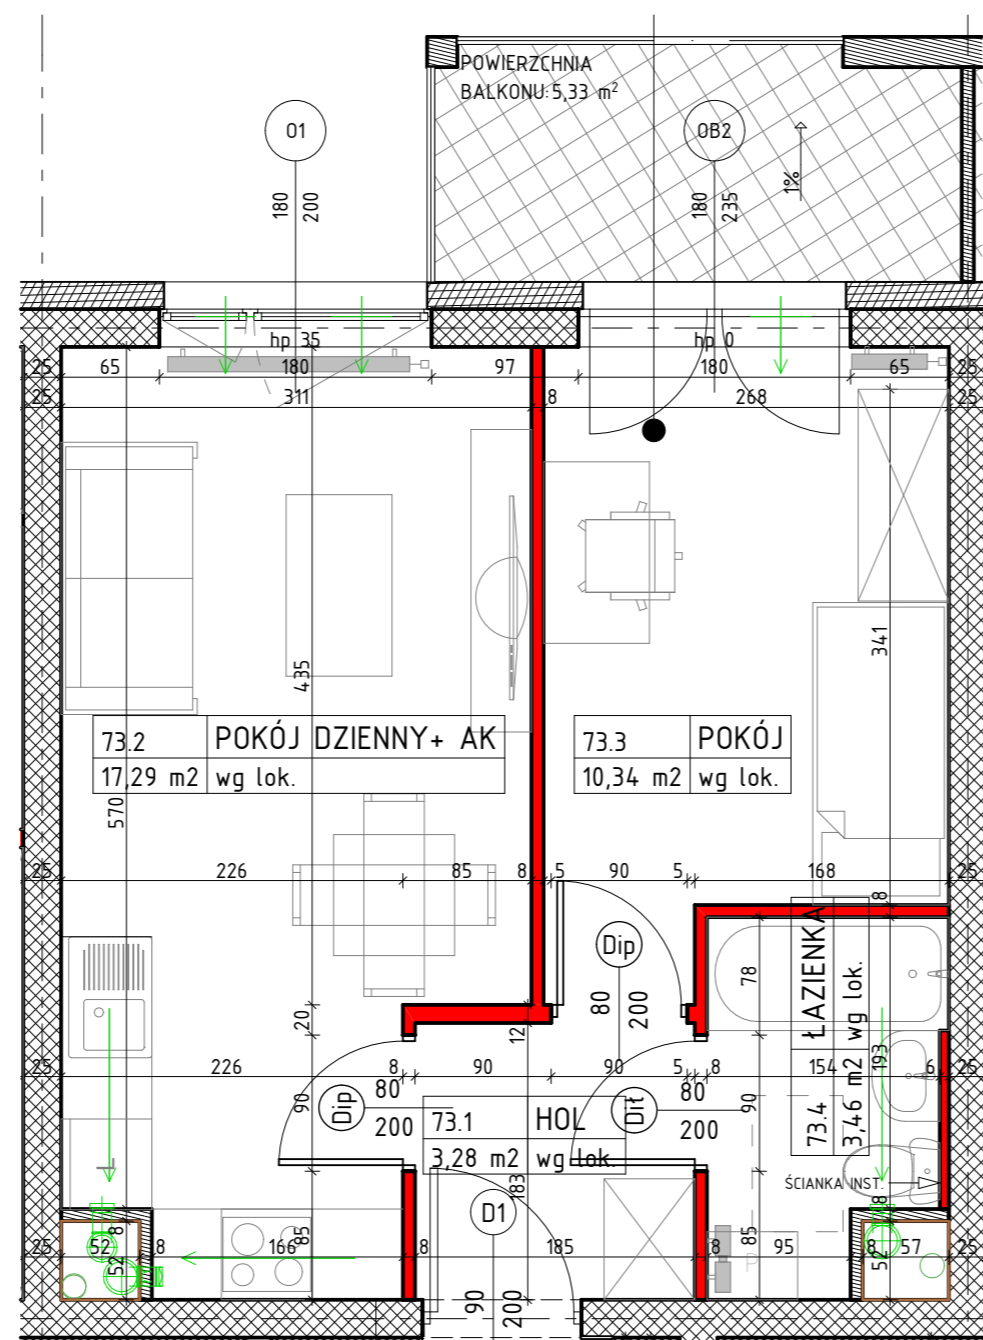 POWIERZCHNIA
BALKONU: 5,33 m²
O1
180
200
OB2
180
235
1%
hp 35
hp 0
25 65 180 97 180 65 25
25 311 8 268 25
341
435
73.2 POKÓJ DZIENNY+ AK
17,29 m2 wg lok.
73.3 POKÓJ
10,34 m2 wg lok.
570
25 226 85 8 5 90 5 168 25
8
Dip
80
200
78
ŁAZIENKA
73.4
3,46 m2 wg lok.
193
20
12
25 226 8 90 5 8 154 6 25
90
Dip
80
200
Dił
80
200
90
73.1 HOL
3,28 m2 wg lok.
183
ŚCIANKA INST.
D1
90
200
85
85
8
8
25 52 8 166 8 185 8 95 8 57 25
52
52
P